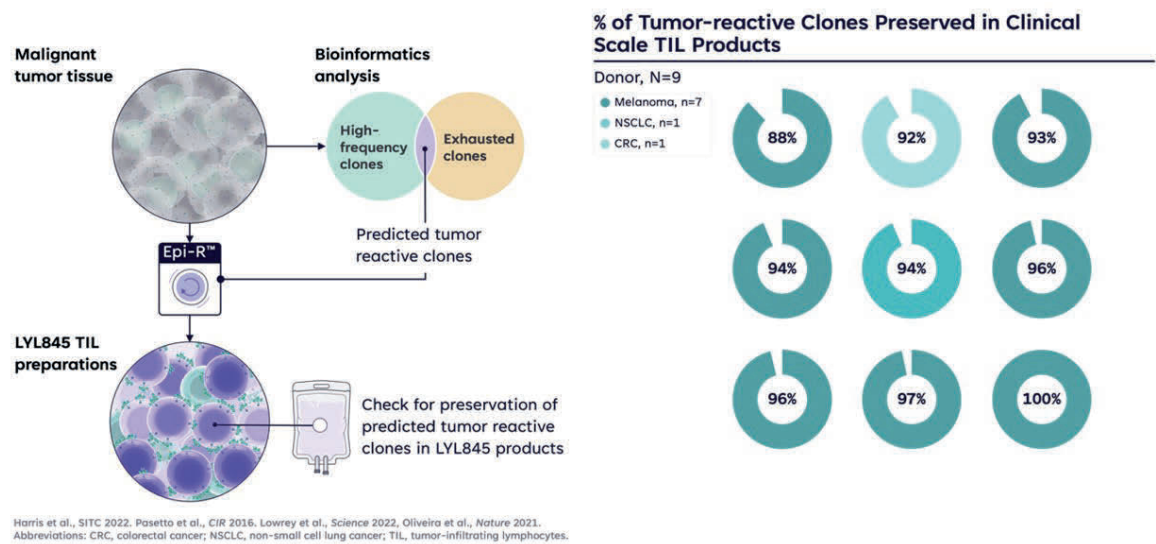 Malignant
tumor tissue
Bioinformatics
analysis
High-
frequency
clones
Exhausted
clones
Predicted tumor
reactive clones
Epi-R™
LYL845 TIL
preparations
Check for preservation of
predicted tumor reactive
clones in LYL845 products
% of Tumor-reactive Clones Preserved in Clinical
Scale TIL Products
Donor, N=9
Melanoma, n=7
NSCLC, n=1
CRC, n=1
88%
92%
93%
94%
94%
96%
96%
97%
100%
Harris et al., SITC 2022. Pasetto et al., CIR 2016. Lowrey et al., Science 2022, Oliveira et al., Nature 2021.
Abbreviations: CRC, colorectal cancer; NSCLC, non-small cell lung cancer; TIL, tumor-infiltrating lymphocytes.